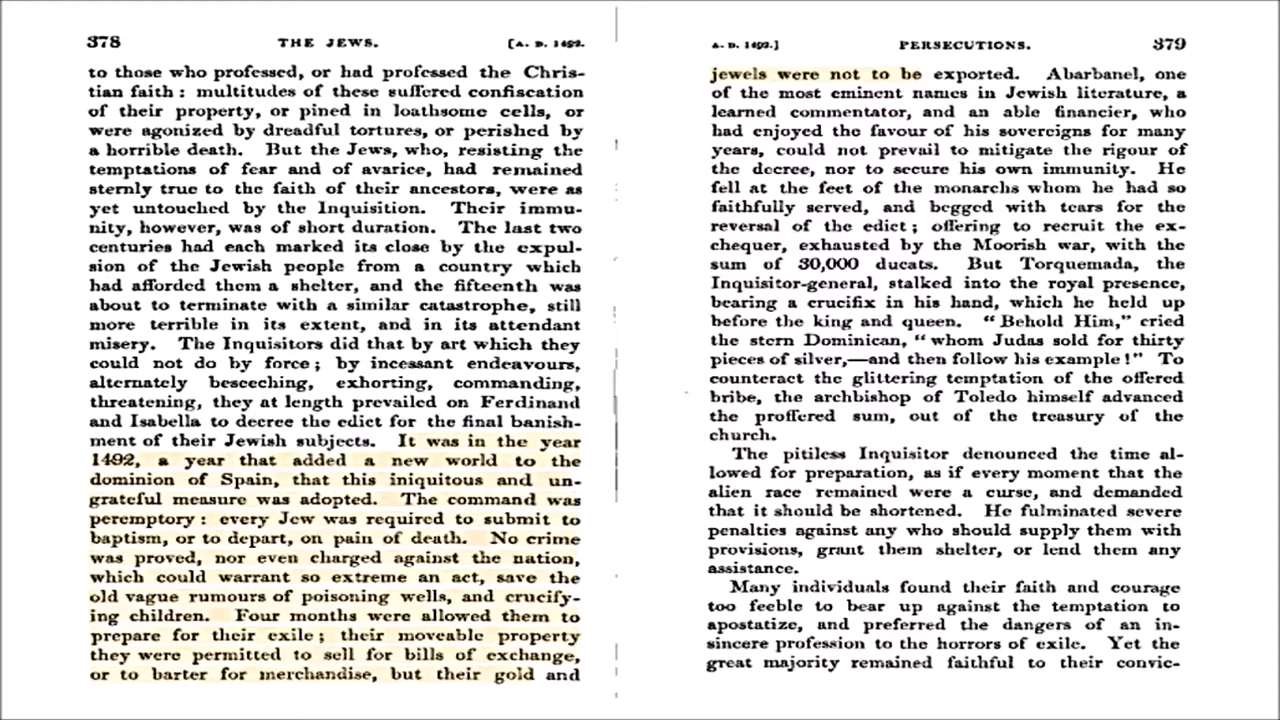 378 THE JEWS. [A. D. 1492.
to those who professed, or had professed the Chris-
tian faith: multitudes of these suffered confiscation
of their property, or pined in loathsome cells, or
were agonized by dreadful tortures, or perished by
a horrible death. But the Jews, who, resisting the
temptations of fear and of avarice, had remained
sternly true to the faith of their ancestors, were as
yet untouched by the Inquisition. Their immu-
nity, however, was of short duration. The last two
centuries had each marked its close by the expul-
sion of the Jewish people from a country which
had afforded them a shelter, and the fifteenth was
about to terminate with a similar catastrophe, still
more terrible in its extent, and in its attendant
misery. The Inquisitors did that by art which they
could not do by force; by incessant endeavours,
alternately beseeching, exhorting, commanding,
threatening, they at length prevailed on Ferdinand
and Isabella to decree the edict for the final banish-
ment of their Jewish subjects. It was in the year
1492, a year that added a new world to the
dominion of Spain, that this iniquitous and un-
grateful measure was adopted. The command was
peremptory: every Jew was required to submit to
baptism, or to depart, on pain of death. No crime
was proved, nor even charged against the nation,
which could warrant so extreme an act, save the
old vague rumours of poisoning wells, and crucify-
ing children. Four months were allowed them to
prepare for their exile; their moveable property
they were permitted to sell for bills of exchange,
or to barter for merchandise, but their gold and
A. D. 1492.] PERSECUTIONS. 379
jewels were not to be exported. Abarbanel, one
of the most eminent names in Jewish literature, a
learned commentator, and an able financier, who
had enjoyed the favour of his sovereigns for many
years, could not prevail to mitigate the rigour of
the decree, nor to secure his own immunity. He
fell at the feet of the monarchs whom he had so
faithfully served, and begged with tears for the
reversal of the edict; offering to recruit the ex-
chequer, exhausted by the Moorish war, with the
sum of 30,000 ducats. But Torquemada, the
Inquisitor-general, stalked into the royal presence,
bearing a crucifix in his hand, which he held up
before the king and queen. "Behold Him," cried
the stern Dominican, "whom Judas sold for thirty
pieces of silver,—and then follow his example!" To
counteract the glittering temptation of the offered
bribe, the archbishop of Toledo himself advanced
the proffered sum, out of the treasury of the
church.
The pitiless Inquisitor denounced the time al-
lowed for preparation, as if every moment that the
alien race remained were a curse, and demanded
that it should be shortened. He fulminated severe
penalties against any who should supply them with
provisions, grant them shelter, or lend them any
assistance.
Many individuals found their faith and courage
too feeble to bear up against the temptation to
apostatize, and preferred the dangers of an in-
sincere profession to the horrors of exile. Yet the
great majority remained faithful to their convic-